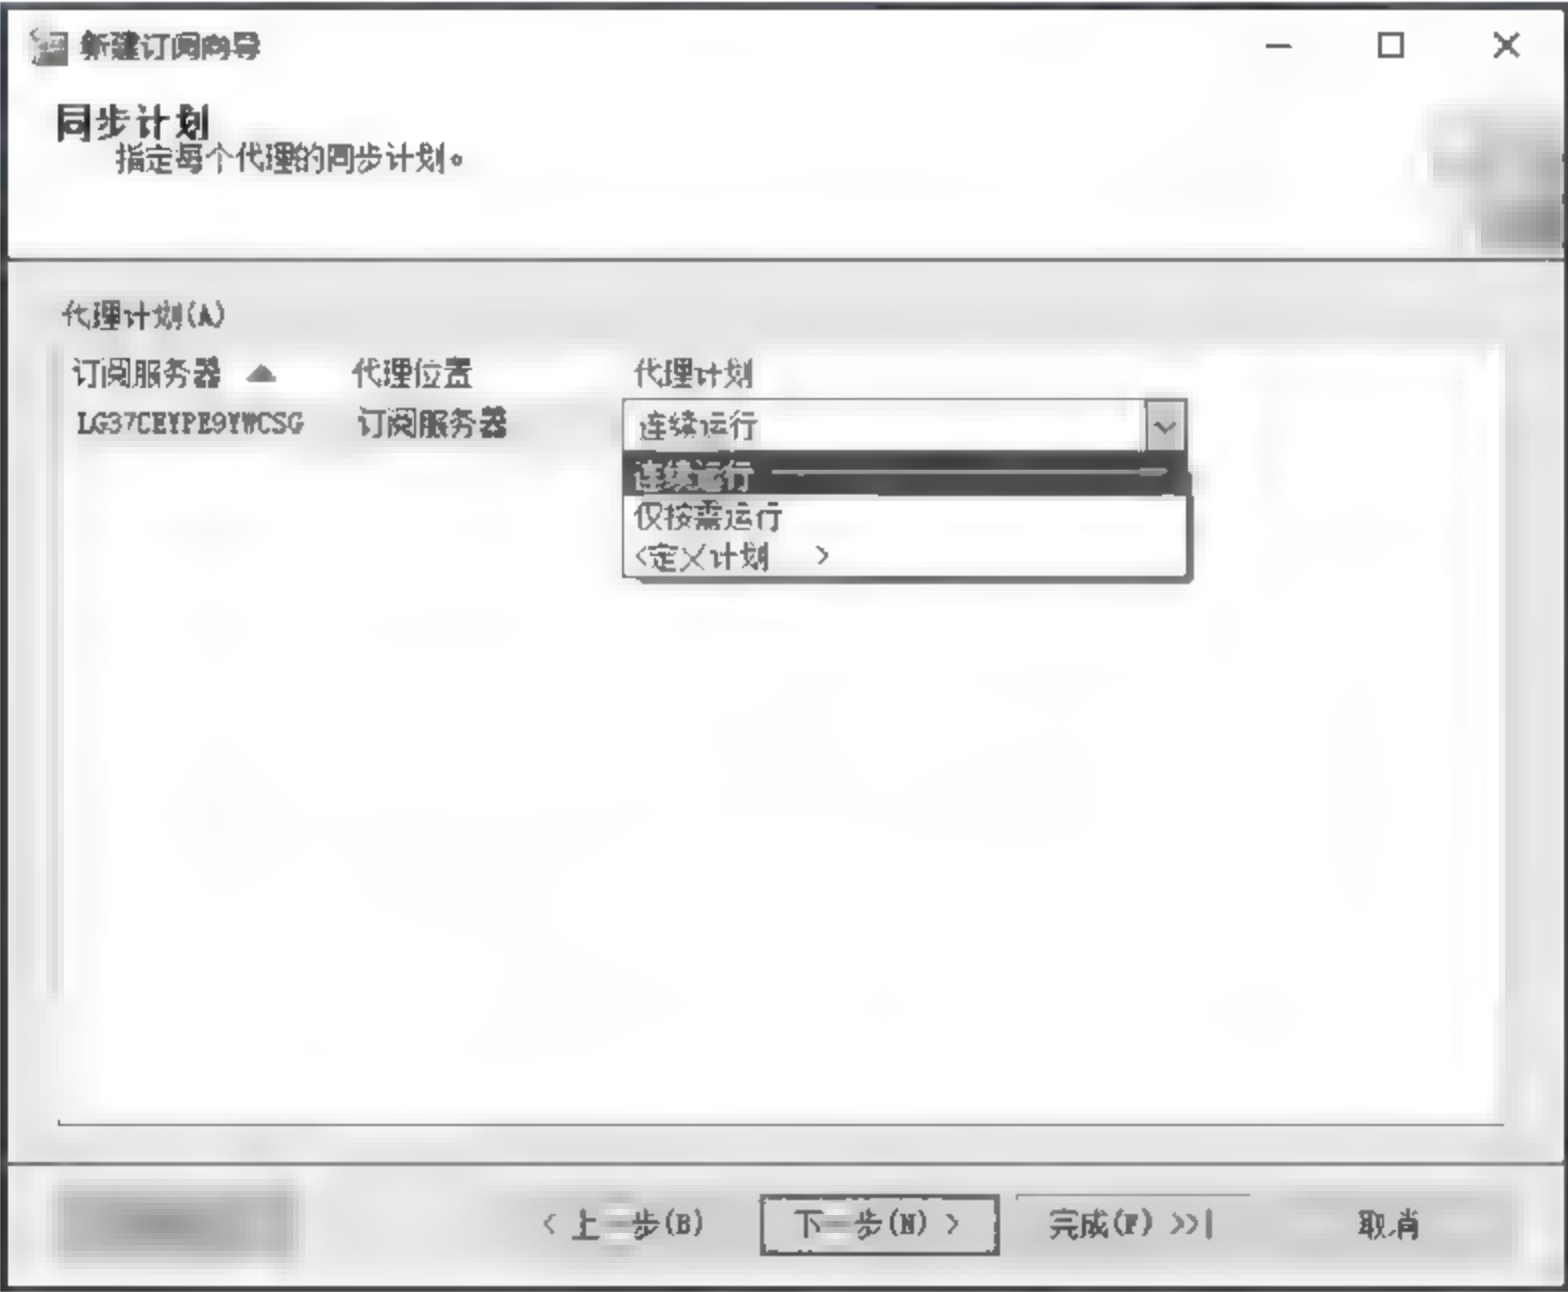 新建订阅向导
同步计划
指定每个代理的同步计划。
代理计划(A)
订阅服务器 代理位置 代理计划
LG37CEYPE9YWCSG 订阅服务器 连续运行
连续运行
仅按需运行
<定义计划 >
< 上一步(B) 下一步(N) > 完成(F) >>| 取消